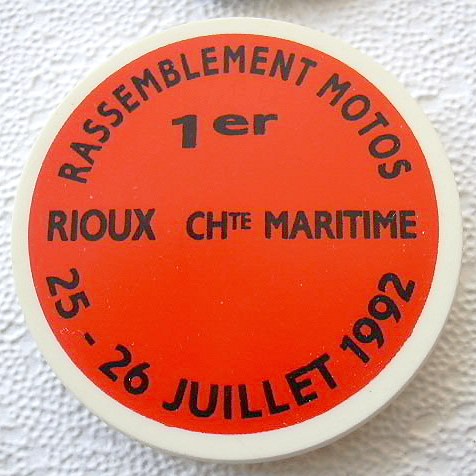 RASSEMBLEMENT MOTOS
1er
RIOUX CHTE MARITIME
25 - 26 JUILLET 1992